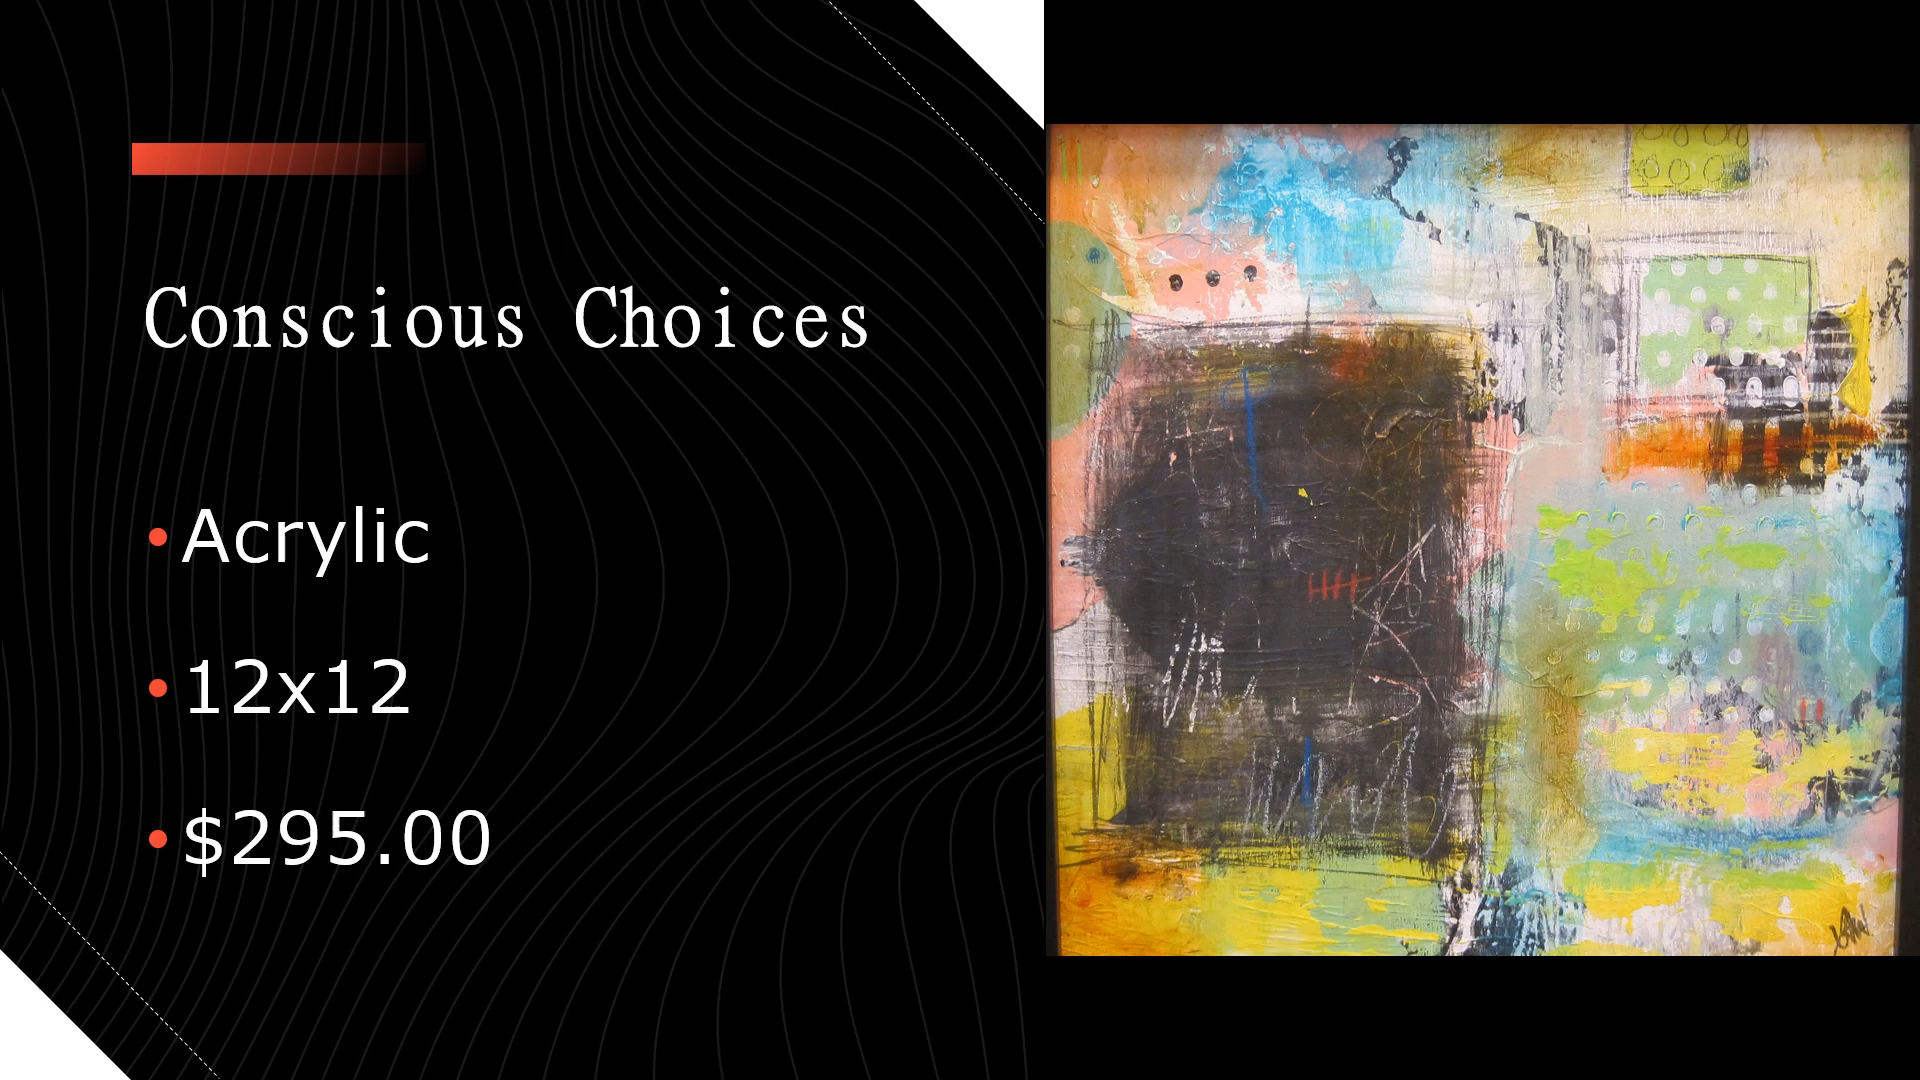 Conscious Choices
• Acrylic
• 12x12
• $295.00